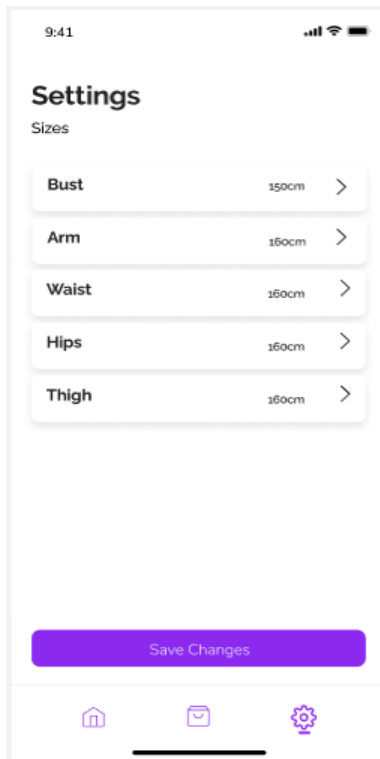 9:41
Settings
Sizes
Bust 150cm
Arm 160cm
Waist 160cm
Hips 160cm
Thigh 160cm
Save Changes